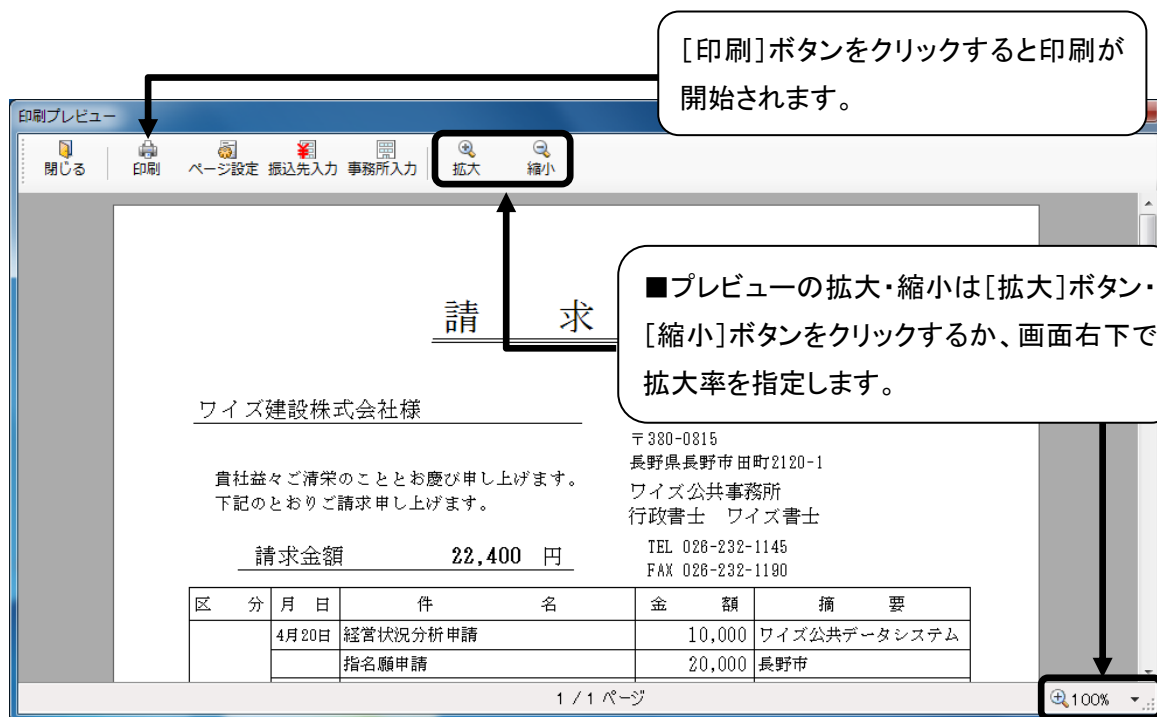 [印刷]ボタンをクリックすると印刷が
開始されます。
印刷プレビュー
閉じる 印刷 ページ設定 振込先入力 事務所入力 拡大 縮小
請 求
■プレビューの拡大・縮小は[拡大]ボタン・
[縮小]ボタンをクリックするか、画面右下で
拡大率を指定します。
ワイズ建設株式会社様
〒380-0815
長野県長野市田町2120-1
貴社益々ご清栄のこととお慶び申し上げます。
下記のとおりご請求申し上げます。
ワイズ公共事務所
行政書士 ワイズ書士
TEL 026-232-1145
FAX 026-232-1190
請求金額 22,400 円
区 分 月 日 件 名 金 額 摘 要
4月20日 経営状況分析申請 10,000 ワイズ公共データシステム
指名願申請 20,000 長野市
1 / 1 ページ
100%